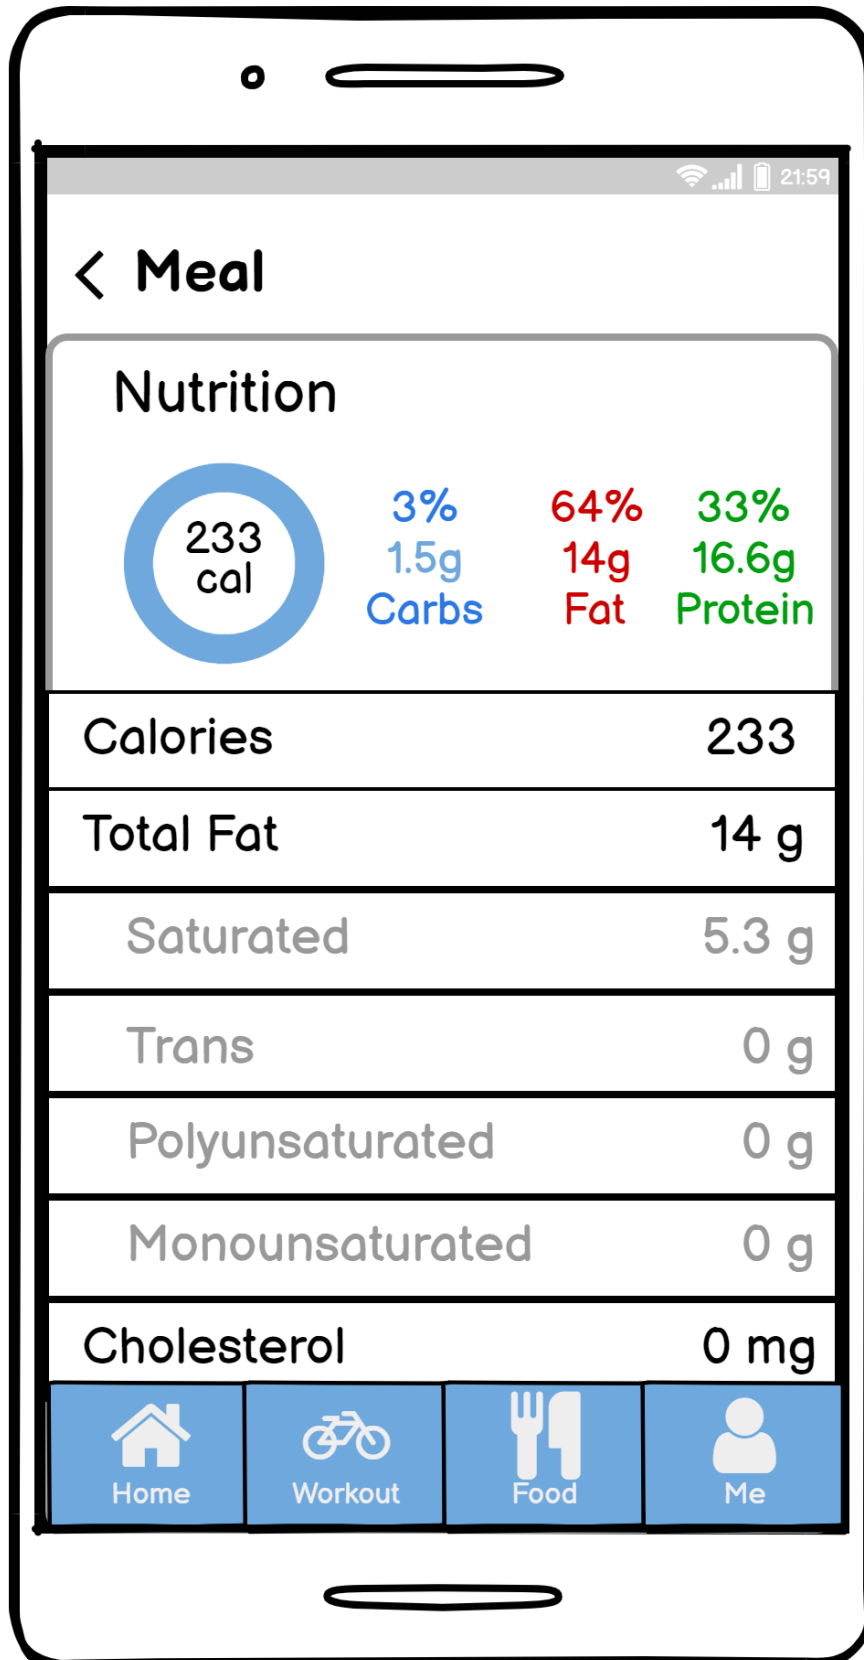 21:59
Meal
Nutrition
233
cal
3% 64% 33%
1.5g 14g 16.6g
Carbs Fat Protein
Calories 233
Total Fat 14 g
Saturated 5.3 g
Trans 0 g
Polyunsaturated 0 g
Monounsaturated 0 g
Cholesterol 0 mg
Home Workout Food Me